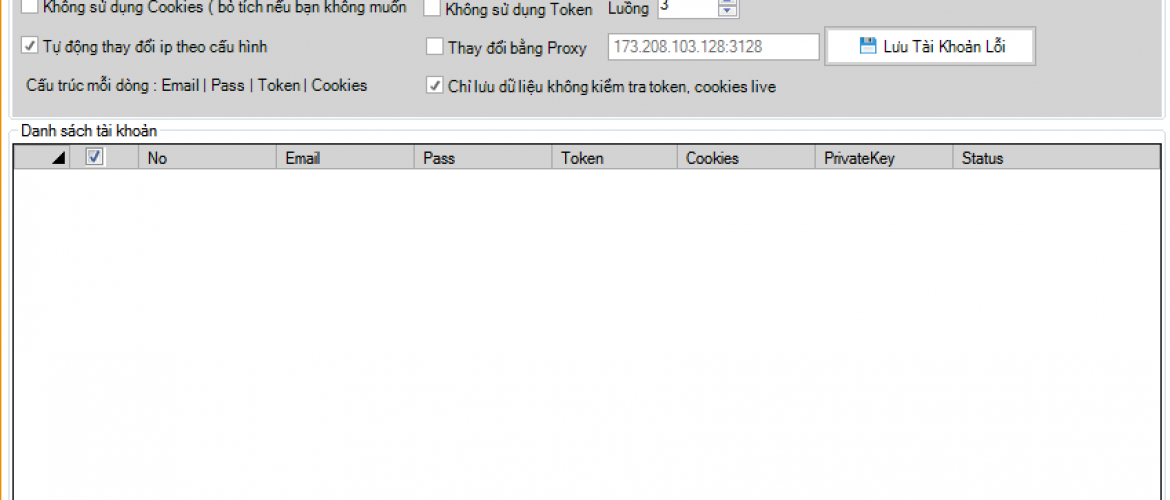 Không sử dụng Cookies ( bỏ tích nếu bạn không muốn Không sử dụng Token Luồng 3
Tự động thay đổi ip theo cấu hình Thay đổi bằng Proxy 173.208.103.128:3128 Lưu Tài Khoản Lỗi
Cấu trúc mỗi dòng : Email | Pass | Token | Cookies Chỉ lưu dữ liệu không kiểm tra token, cookies live
Danh sách tài khoản
No Email Pass Token Cookies PrivateKey Status